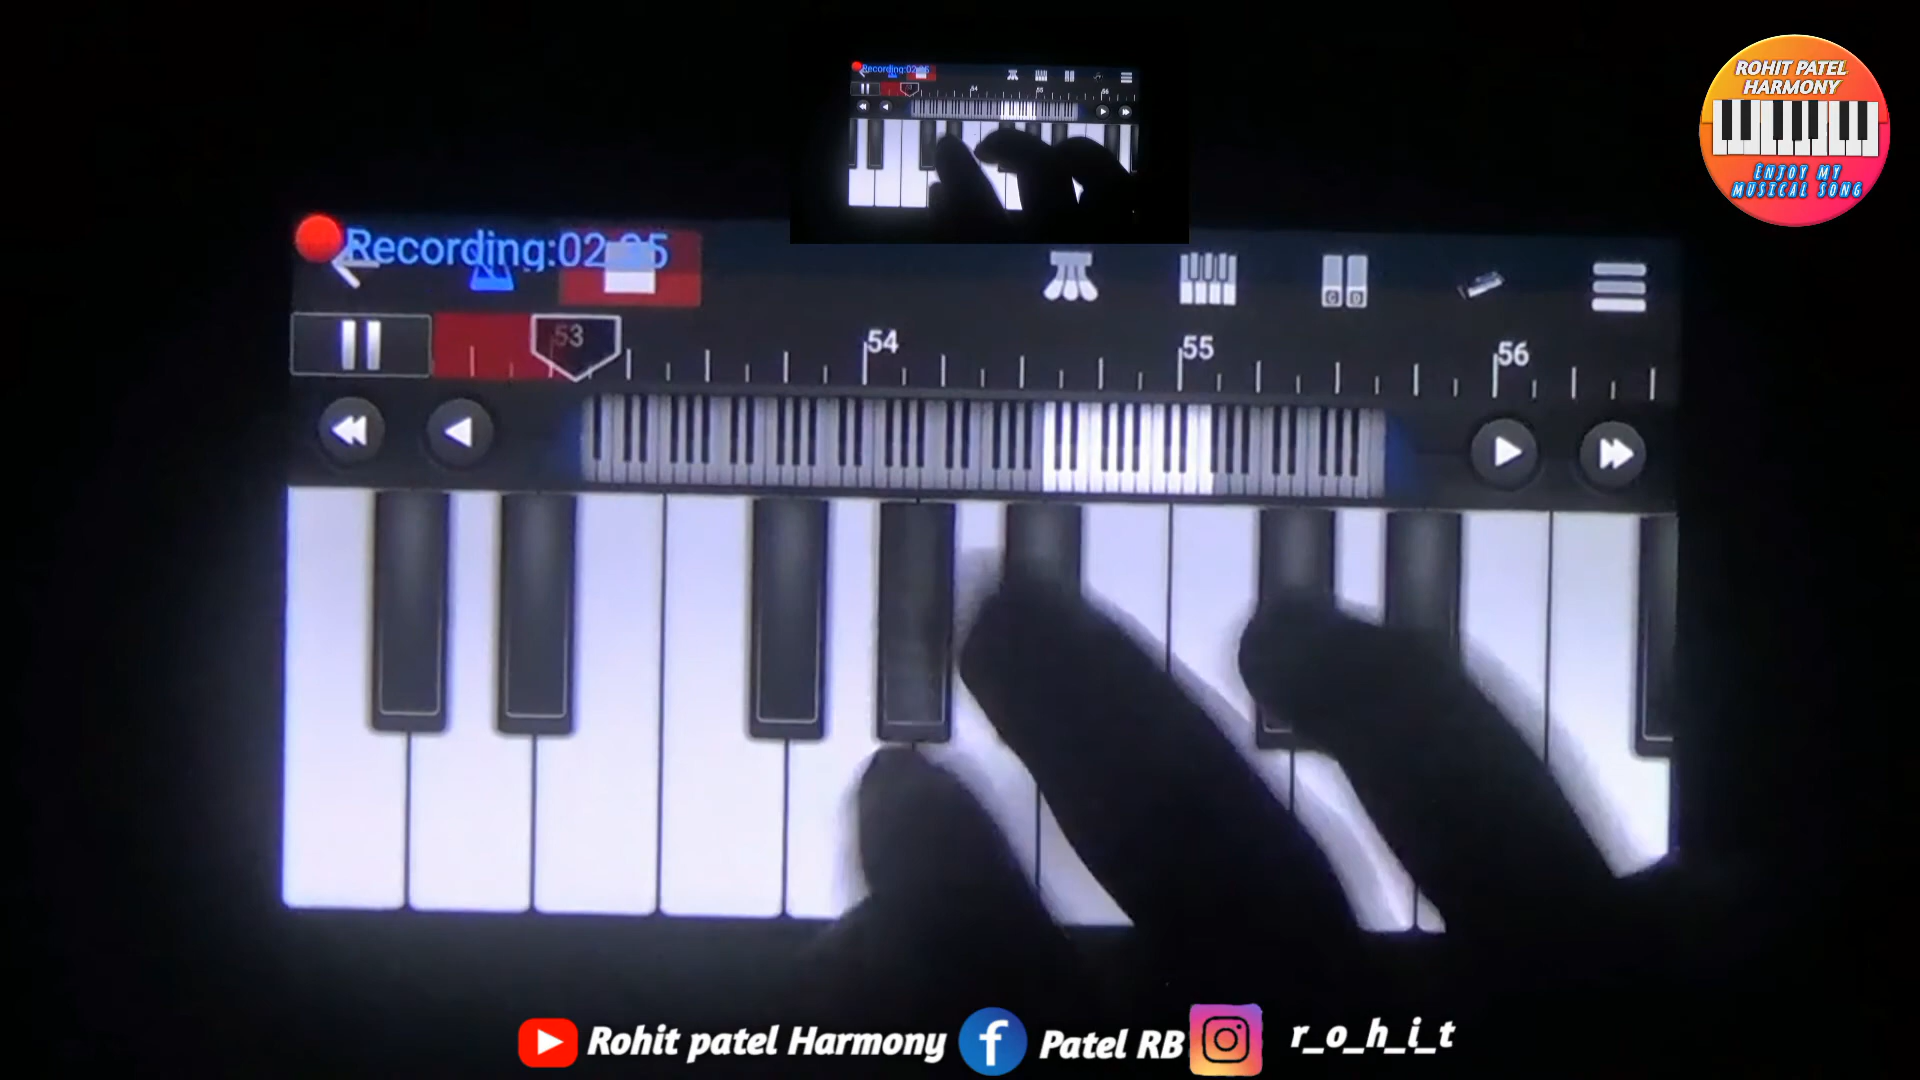 ROHIT PATEL
HARMONY
ENJOY MY
MUSICAL SONG
Recording:02:
53
54
55
56
C D
Rohit patel Harmony
Patel RB
r_o_h_i_t